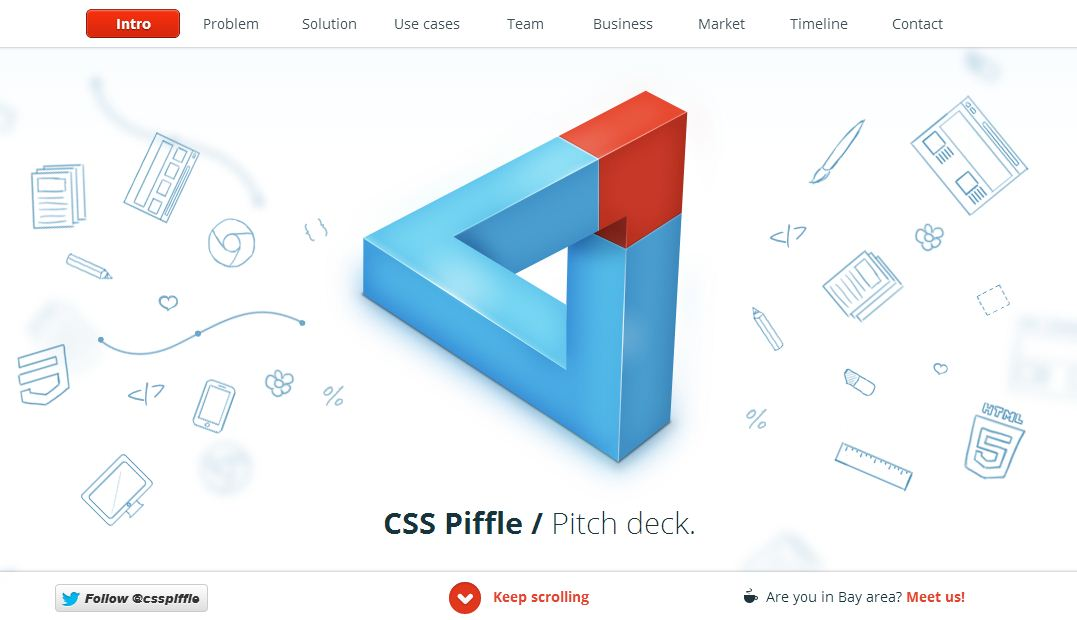 Intro Problem Solution Use cases Team Business Market Timeline Contact
{ }
</?
</?
%
%
HTML
5
CSS Piffle / Pitch deck.
Follow @csspiffle
Keep scrolling
Are you in Bay area? Meet us!